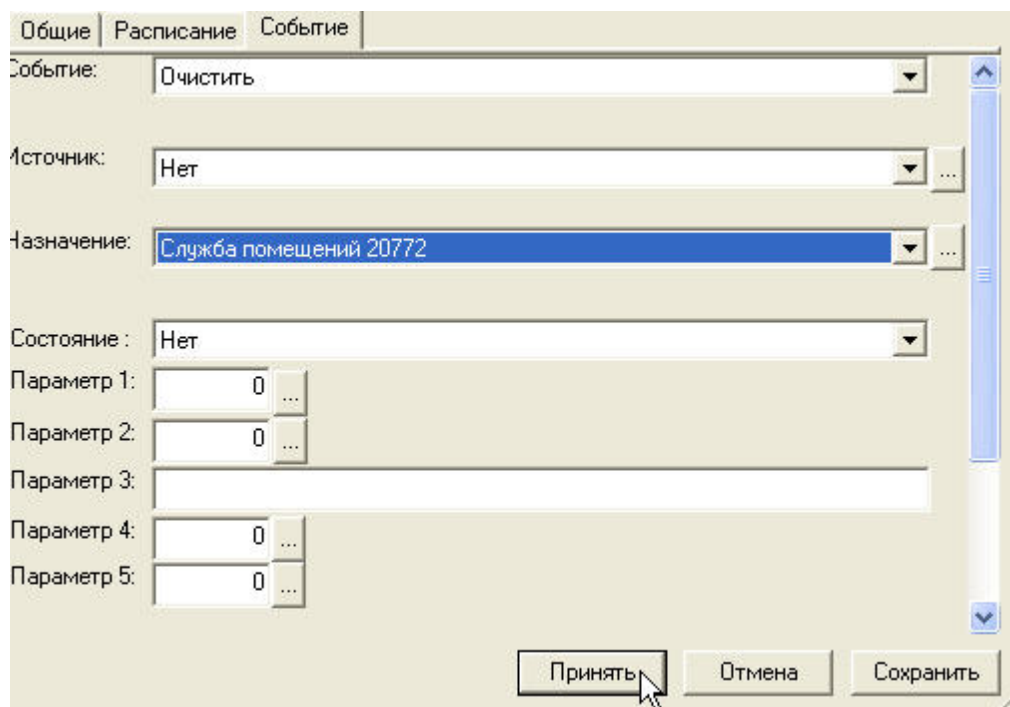 Общие Расписание Событие
Событие: Очистить
Источник: Нет ...
Назначение: Служба помещений 20772 ...
Состояние : Нет
Параметр 1: 0 ...
Параметр 2: 0 ...
Параметр 3:
Параметр 4: 0 ...
Параметр 5: 0 ...
Принять Отмена Сохранить